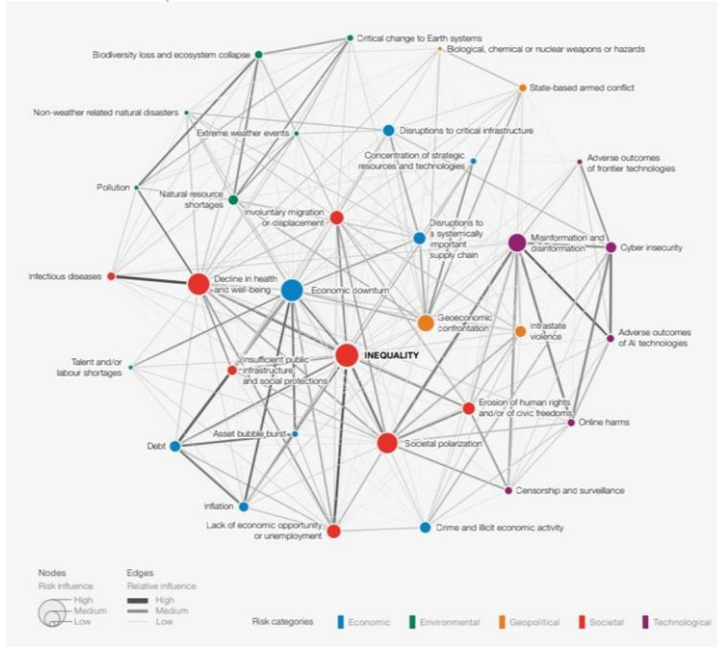 Critical change to Earth systems
Biodiversity loss and ecosystem collapse
Biological, chemical or nuclear weapons or hazards
State-based armed conflict
Non-weather related natural disasters
Extreme weather events
Disruptions to critical infrastructure
Concentration of strategic
resources and technologies
Adverse outcomes
of frontier technologies
Pollution
Natural resource
shortages
Involuntary migration
or displacement
Disruptions to
a systemically
important
supply chain
Misinformation and
disinformation
Cyber insecurity
Infectious diseases
Decline in health
and well-being
Economic downturn
Geoeconomic
confrontation
Intrastate
violence
Adverse outcomes
of AI technologies
INEQUALITY
Talent and/or
labour shortages
Insufficient public
infrastructure
and social protections
Erosion of human rights
and/or of civic freedoms
Online harms
Asset bubble burst
Debt
Societal polarization
Censorship and surveillance
Inflation
Lack of economic opportunity
or unemployment
Crime and illicit economic activity
Nodes
Risk influence
High
Medium
Low
Edges
Relative influence
High
Medium
Low
Risk categories
Economic
Environmental
Geopolitical
Societal
Technological